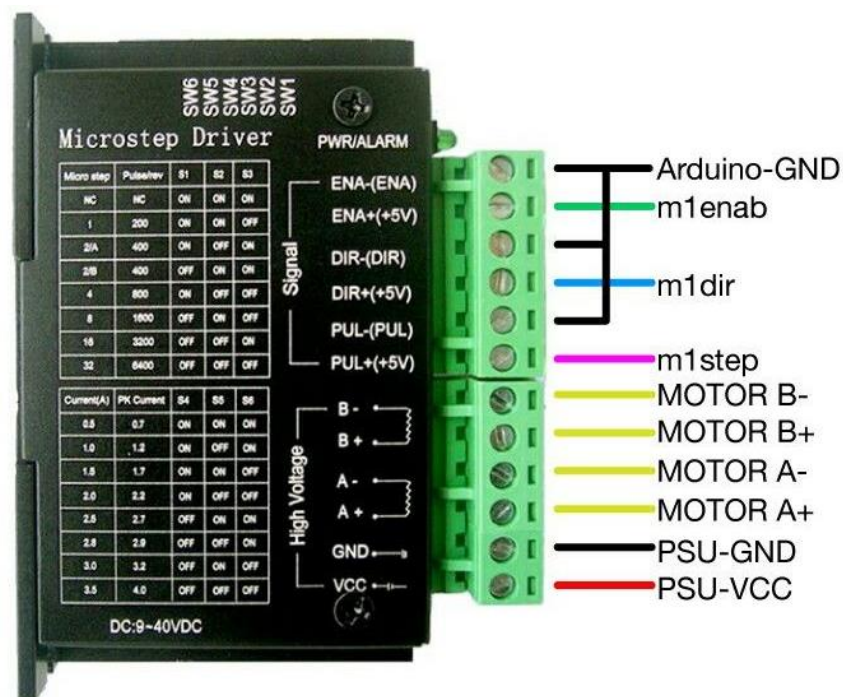 SW6
SW5
SW4
SW3
SW2
SW1
Microstep Driver
PWR/ALARM
Micro step Pulse/rev S1 S2 S3
NC NC ON ON ON
1 200 ON ON OFF
2/A 400 ON OFF ON
2/B 400 OFF ON ON
4 800 ON OFF OFF
8 1600 OFF ON OFF
16 3200 OFF OFF ON
32 6400 OFF OFF OFF
Current(A) PK Current S4 S5 S6
0.5 0.7 ON ON ON
1.0 1.2 ON OFF ON
1.5 1.7 ON ON OFF
2.0 2.2 ON OFF OFF
2.5 2.7 OFF ON ON
2.8 2.9 OFF OFF ON
3.0 3.2 OFF ON OFF
3.5 4.0 OFF OFF OFF
DC:9~40VDC
Signal
ENA-(ENA)
ENA+(+5V)
DIR-(DIR)
DIR+(+5V)
PUL-(PUL)
PUL+(+5V)
High Voltage
B -
B +
A -
A +
GND
VCC
Arduino-GND
m1enab
m1dir
m1step
MOTOR B-
MOTOR B+
MOTOR A-
MOTOR A+
PSU-GND
PSU-VCC